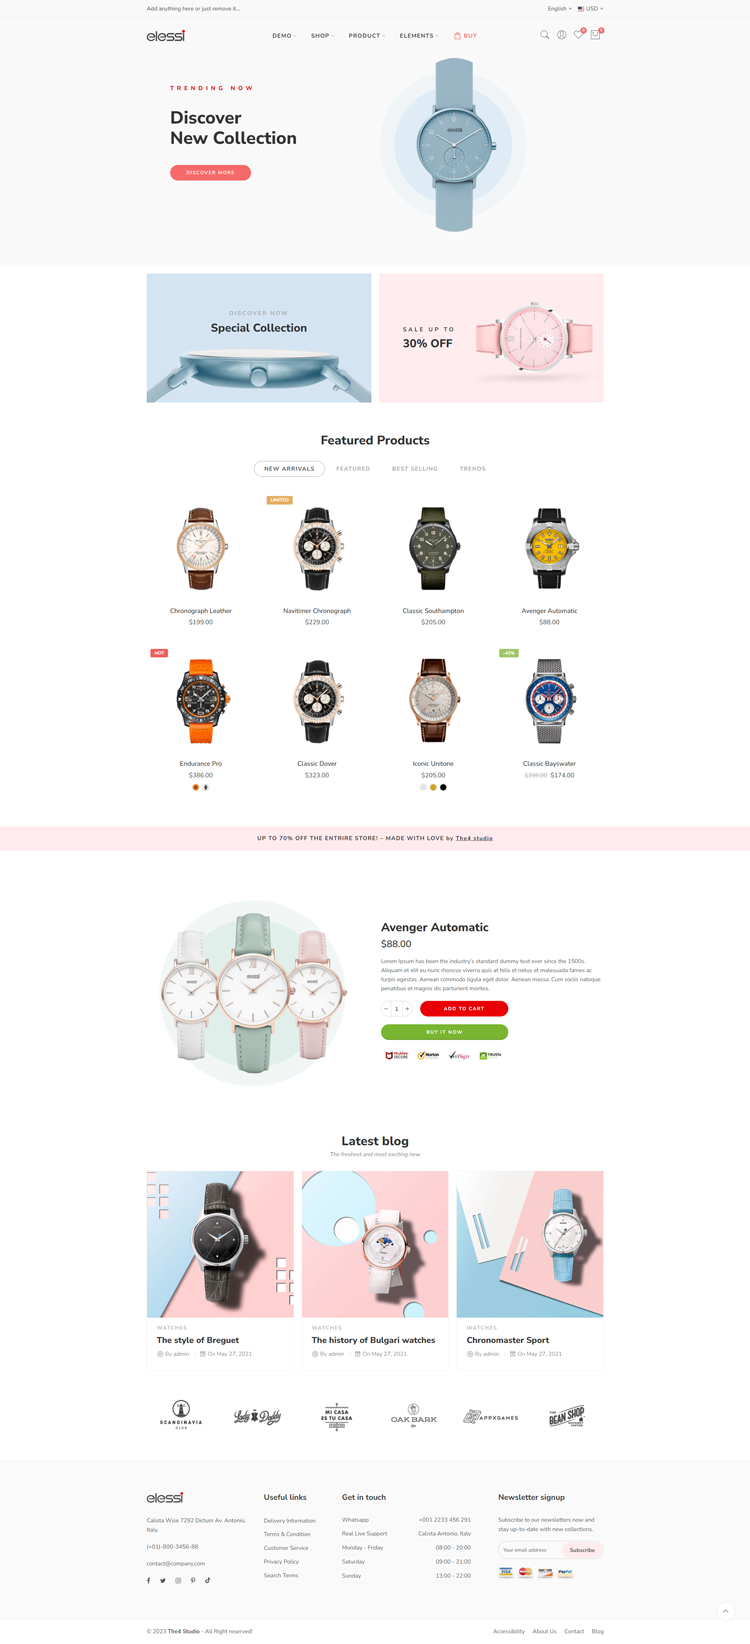 Add anything here or just remove it...
English
USD
elessi
DEMO
SHOP
PRODUCT
ELEMENTS
BUY
0
0
TRENDING NOW
Discover
New Collection
DISCOVER MORE
elessi
DISCOVER NOW
Special Collection
SALE UP TO
30% OFF
Featured Products
NEW ARRIVALS
FEATURED
BEST SELLING
TRENDS
LIMITED
Chronograph Leather
$199.00
Navitimer Chronograph
$229.00
Classic Southampton
$205.00
Avenger Automatic
$88.00
HOT
-42%
Endurance Pro
$386.00
Classic Dover
$323.00
Iconic Unitone
$205.00
Classic Bayswater
$298.00 $174.00
UP TO 70% OFF THE ENTRIRE STORE! – MADE WITH LOVE by The4 studio
Avenger Automatic
$88.00
Lorem Ipsum has been the industry's standard dummy text ever since the 1500s.
Aliquam et elit eu nunc rhoncus viverra quis at felis et netus et malesuada fames ac
turpis egestas. Aenean commodo ligula eget dolor. Aenean massa. Cum sociis natoque
penatibus et magnis dis parturient montes.
1
ADD TO CART
BUY IT NOW
McAfee
SECURE
Norton
VeriSign
TRUSTe
Latest blog
The freshest and most exciting new
WATCHES
The style of Breguet
By admin
On May 27, 2021
WATCHES
The history of Bulgari watches
By admin
On May 27, 2021
WATCHES
Chronomaster Sport
By admin
On May 27, 2021
SCANDINAVIA
CLUB
Lady Daddy
MI CASA
ES TU CASA
OAK BARK
APPXGAMES
THE
BEAN SHOP
elessi
Calista Wise 7292 Dictum Av. Antonio,
Italy.
(+01)-800-3456-88
contact@company.com
Useful links
Delivery Information
Terms & Condition
Customer Service
Privacy Policy
Search Terms
Get in touch
Whatsapp
+001 2233 456 291
Real Live Support
Calista Antonio, Italy
Monday - Friday
08:00 - 20:00
Saturday
09:00 - 21:00
Sunday
13:00 - 22:00
Newsletter signup
Subscribe to our newsletters now and
stay up-to-date with new collections.
Your email address
Subscribe
VISA
PayPal
© 2023 The4 Studio - All Right reserved!
Accessibility
About Us
Contact
Blog